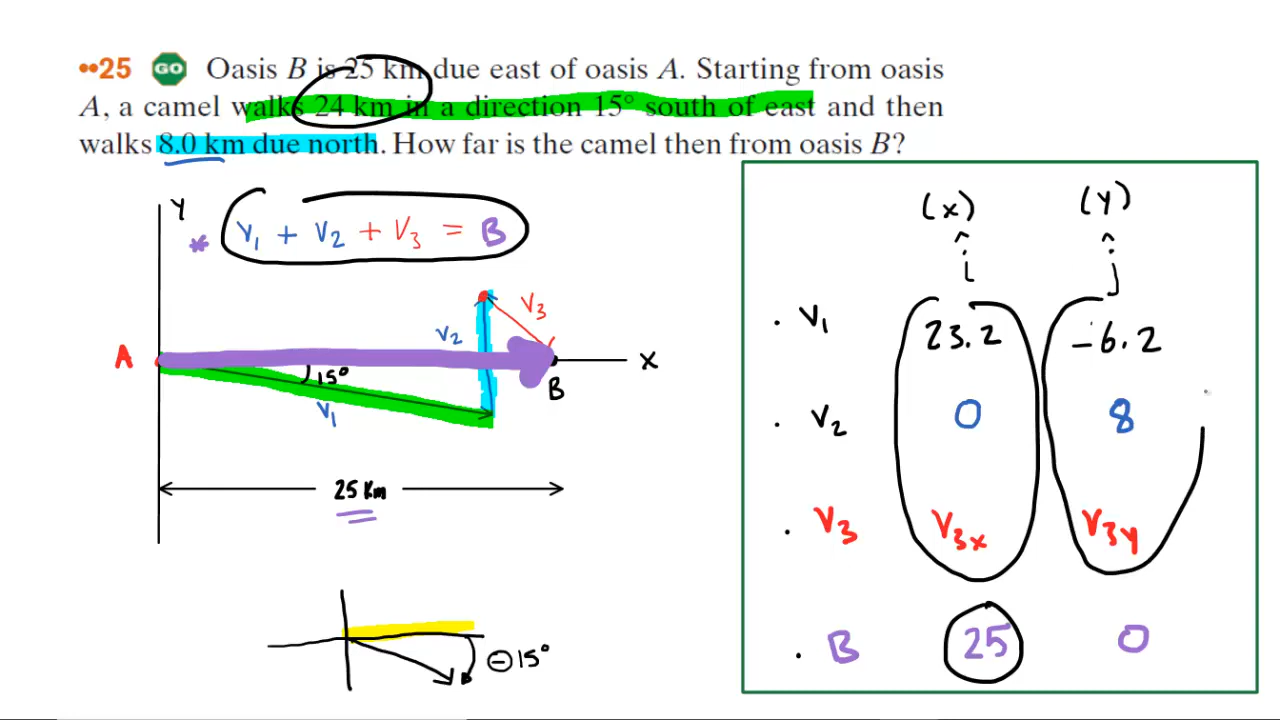 ••25 GO Oasis B is 25 km due east of oasis A. Starting from oasis
A, a camel walks 24 km in a direction 15° south of east and then
walks 8.0 km due north. How far is the camel then from oasis B?
Y
* V1 + V2 + V3 = B
V3
V2
A
15°
X
B
V1
25 Km
⊖15°
(x) (y)
î ĵ
• V1 23.2 -6.2
• V2 0 8
• V3 V3x V3y
• B 25 0